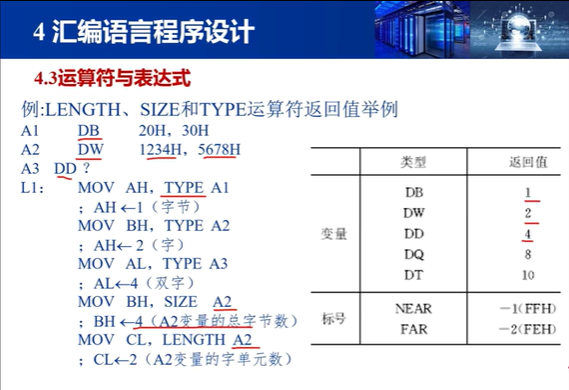 4 汇编语言程序设计
4.3运算符与表达式
例:LENGTH、SIZE和TYPE运算符返回值举例
A1 DB 20H，30H
A2 DW 1234H，5678H
A3 DD ？
L1： MOV AH，TYPE A1
；AH←1（字节）
MOV BH，TYPE A2
；AH←2（字）
MOV AL，TYPE A3
；AL←4（双字）
MOV BH，SIZE A2
；BH←4（A2变量的总字节数）
MOV CL，LENGTH A2
；CL←2（A2变量的字单元数）
类型 返回值
变量
DB 1
DW 2
DD 4
DQ 8
DT 10
标号
NEAR －1(FFH)
FAR －2(FEH)